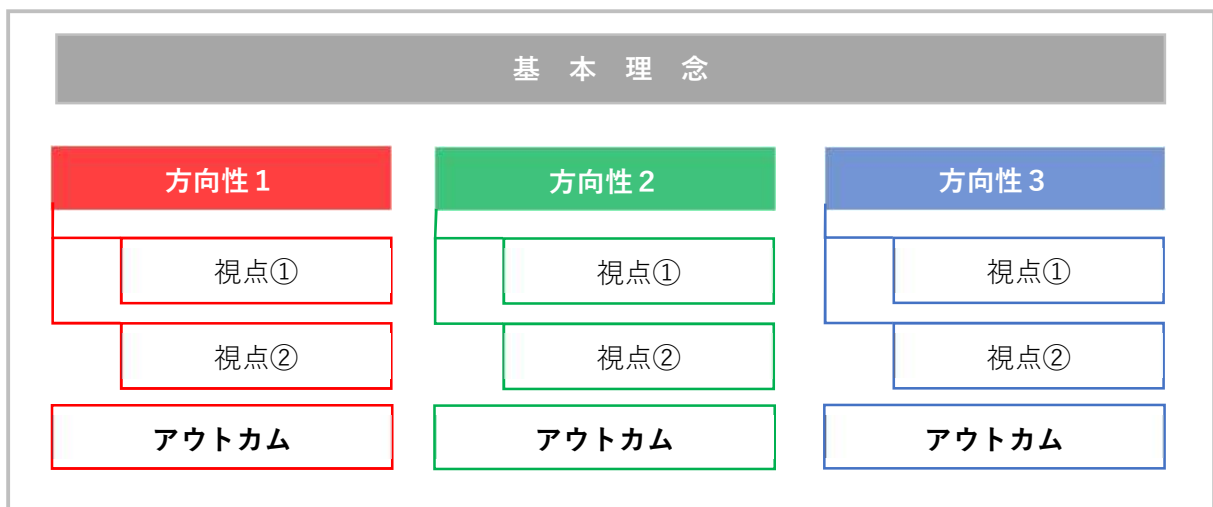 基 本 理 念
方向性１
視点①
視点②
アウトカム
方向性２
視点①
視点②
アウトカム
方向性３
視点①
視点②
アウトカム